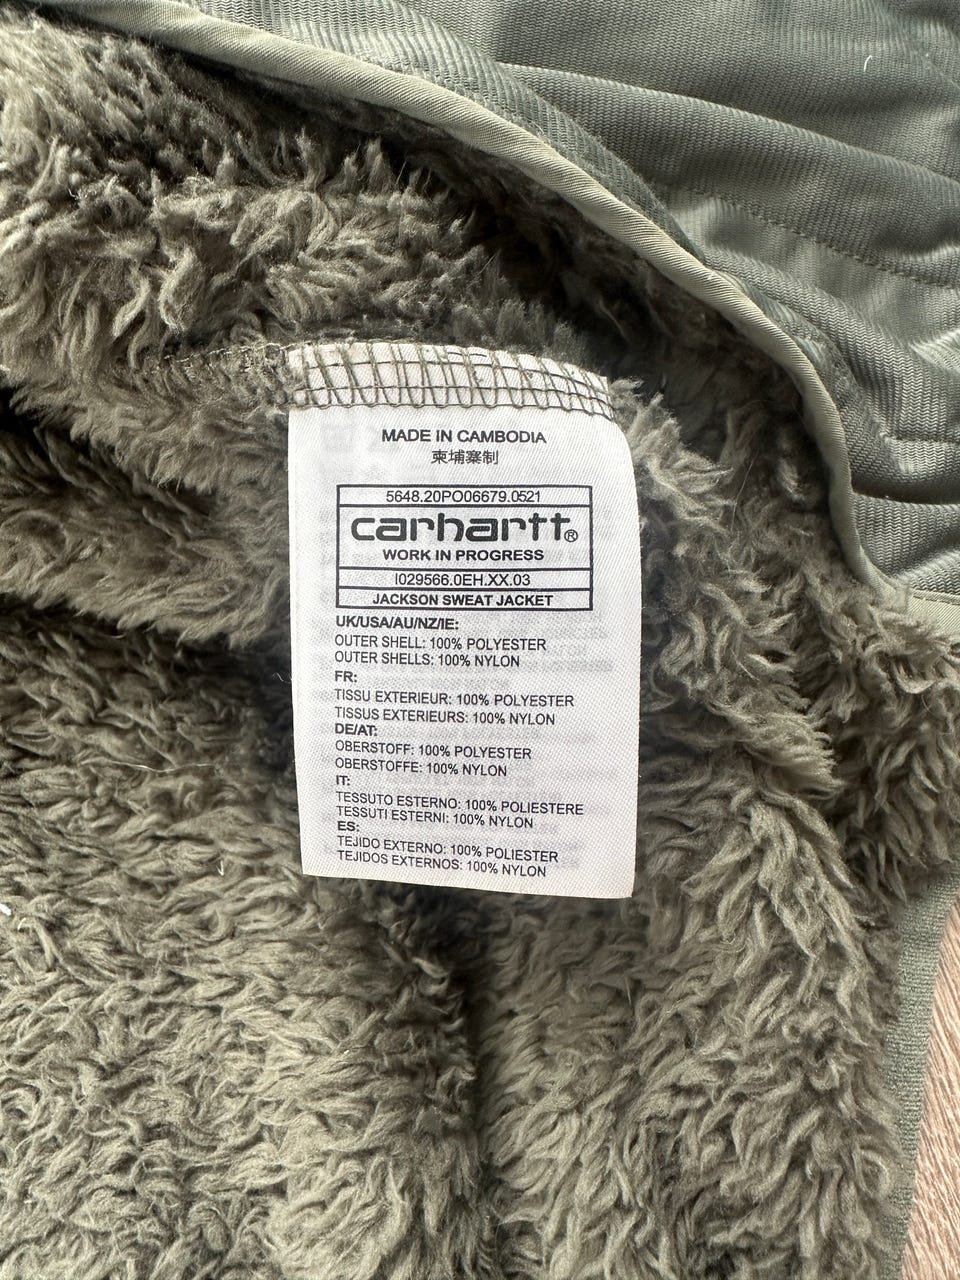 MADE IN CAMBODIA
柬埔寨制
5648.20PO06679.0521
carhartt®
WORK IN PROGRESS
I029566.0EH.XX.03
JACKSON SWEAT JACKET
UK/USA/AU/NZ/IE:
OUTER SHELL: 100% POLYESTER
OUTER SHELLS: 100% NYLON
FR:
TISSU EXTERIEUR: 100% POLYESTER
TISSUS EXTERIEURS: 100% NYLON
DE/AT:
OBERSTOFF: 100% POLYESTER
OBERSTOFFE: 100% NYLON
IT:
TESSUTO ESTERNO: 100% POLIESTERE
TESSUTI ESTERNI: 100% NYLON
ES:
TEJIDO EXTERNO: 100% POLIESTER
TEJIDOS EXTERNOS: 100% NYLON